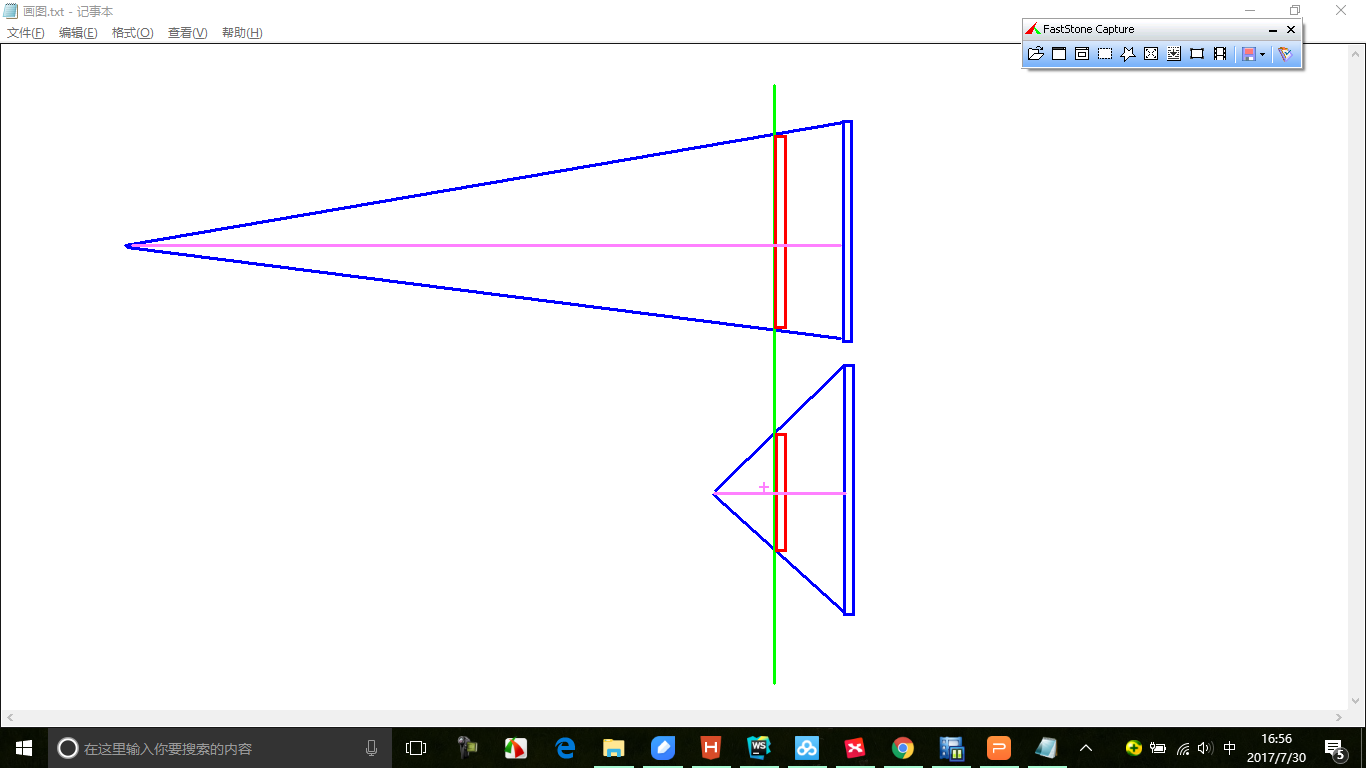 画图.txt - 记事本
文件(F) 编辑(E) 格式(O) 查看(V) 帮助(H)
FastStone Capture
在这里输入你要搜索的内容
H
WS
P
中
16:56
2017/7/30
5